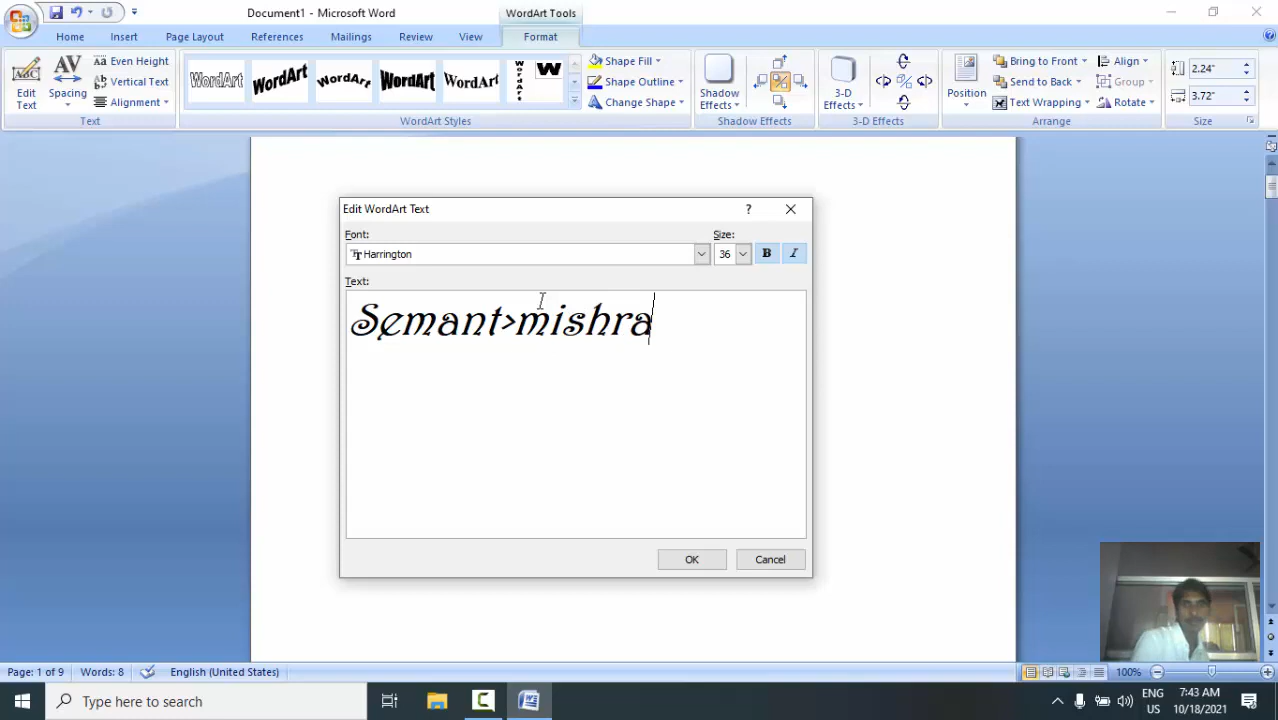 Document1 - Microsoft Word
WordArt Tools
Home Insert Page Layout References Mailings Review View Format
Edit Text
Spacing
Even Height
Vertical Text
Alignment
Text
WordArt WordArt WordArt WordArt WordArt WordArt W
WordArt Styles
Shape Fill
Shape Outline
Change Shape
Shadow Effects
Shadow Effects
3-D Effects
3-D Effects
Position
Bring to Front
Send to Back
Text Wrapping
Align
Group
Rotate
Arrange
2.24"
3.72"
Size
Edit WordArt Text
?
Font:
Size:
Harrington
36
B
I
Text:
Semant>mishra
OK
Cancel
Page: 1 of 9 Words: 8 English (United States) 100%
Type here to search
ENG
US
7:43 AM
10/18/2021